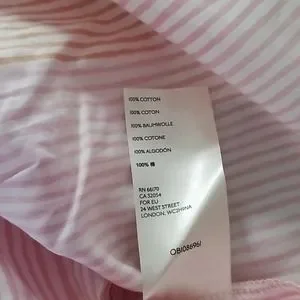 100% COTTON
100% COTON
100% BAUMWOLLE
100% COTONE
100% ALGODÓN
100% 棉
RN 66170
CA 52054
FOR EU
24 WEST STREET
LONDON, WC2H9NA
OBI086961